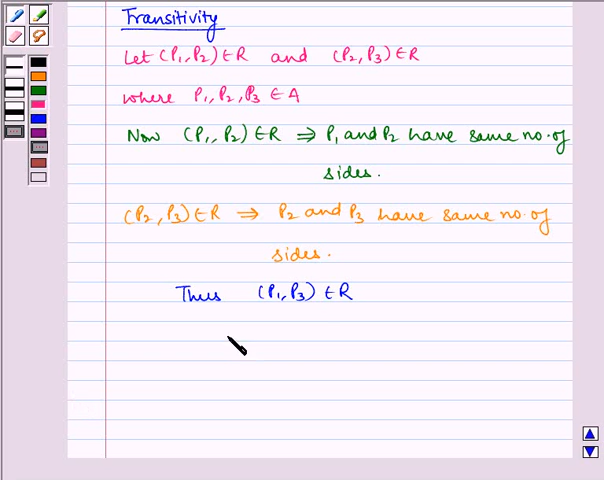 Transitivity
Let (P1, P2) ∈ R and (P2, P3) ∈ R
where P1, P2, P3 ∈ A
Now (P1, P2) ∈ R ⇒ P1 and P2 have same no. of
sides.
(P2, P3) ∈ R ⇒ P2 and P3 have same no. of
sides.
Thus (P1, P3) ∈ R